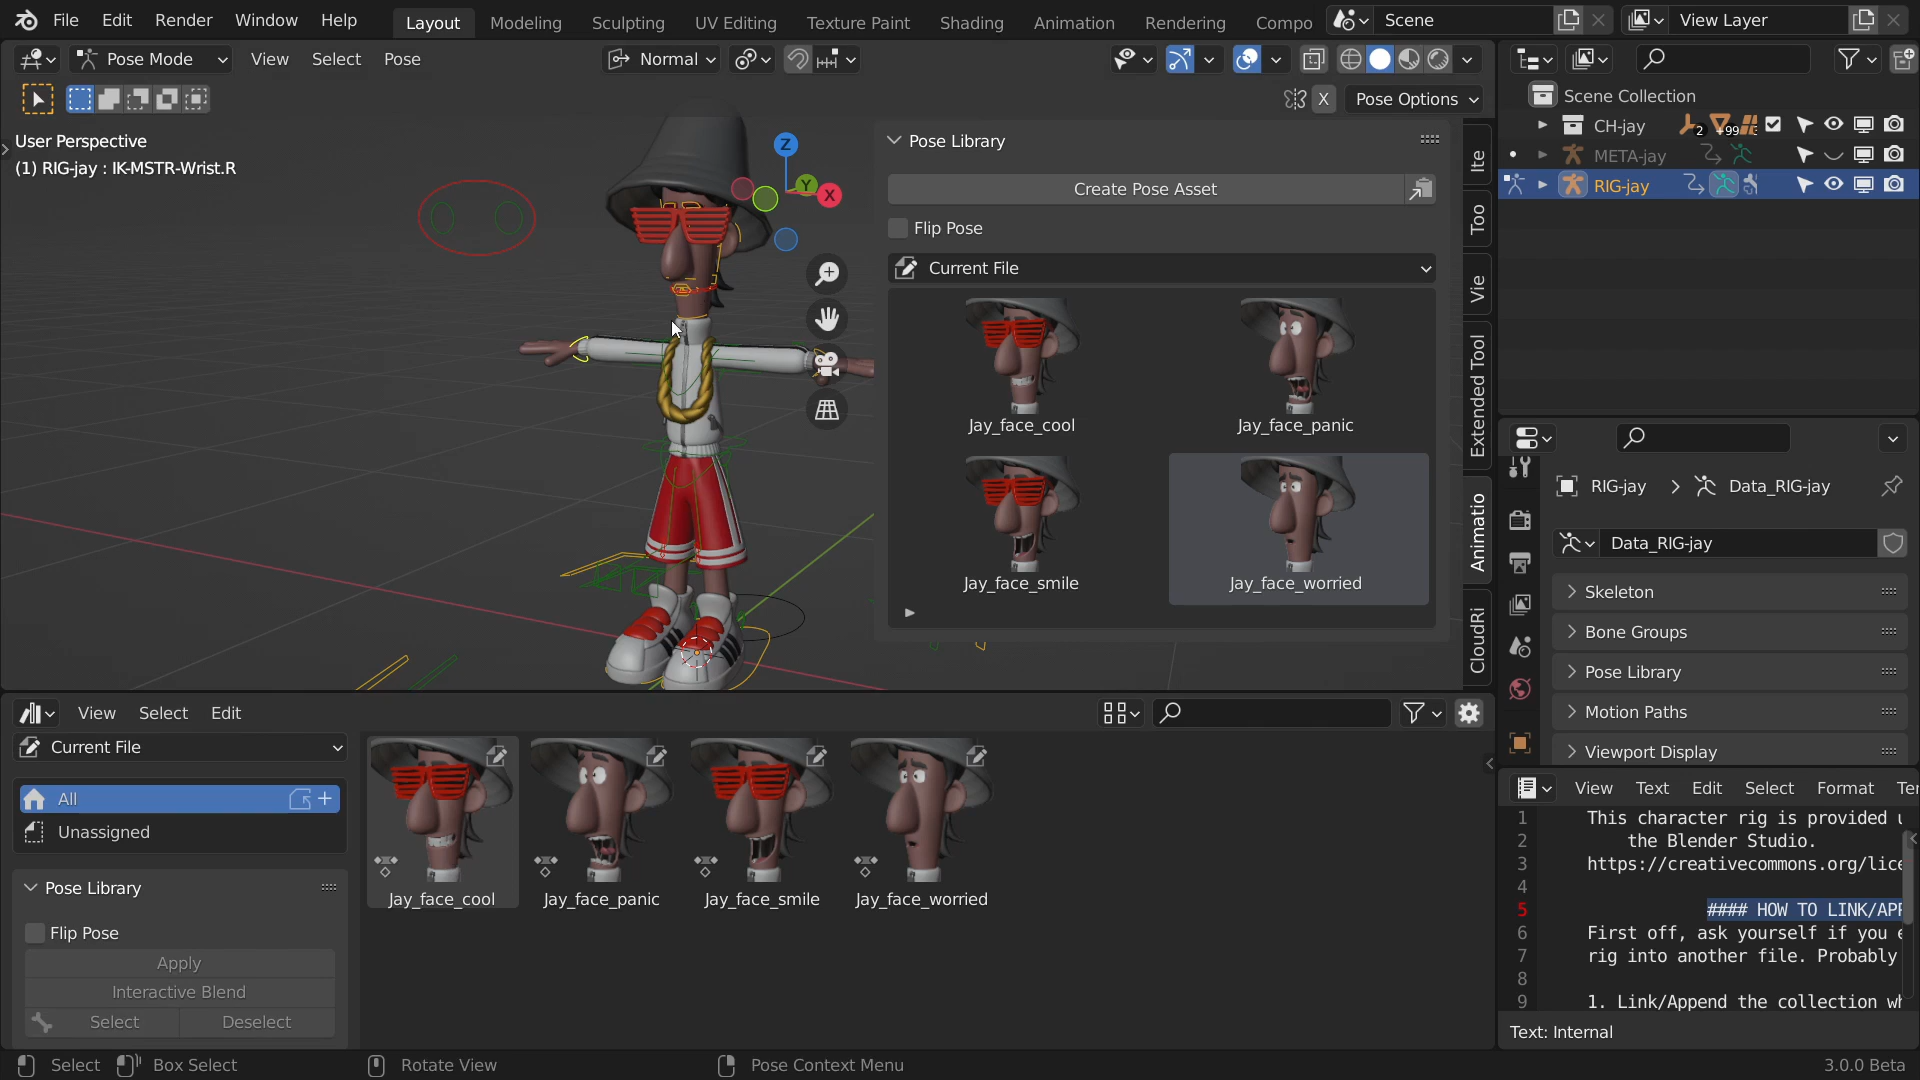 File Edit Render Window Help Layout Modeling Sculpting UV Editing Texture Paint Shading Animation Rendering Compo Scene View Layer
Pose Mode View Select Pose Normal
X Pose Options
User Perspective
(1) RIG-jay : IK-MSTR-Wrist.R
Z
Y
X
Pose Library
Create Pose Asset
Flip Pose
Current File
Jay_face_cool Jay_face_panic
Jay_face_smile Jay_face_worried
Ite
Too
Vie
Extended Tool
Animatio
CloudRi
Scene Collection
CH-jay 2 +99
META-jay
RIG-jay
RIG-jay Data_RIG-jay
Data_RIG-jay
Skeleton
Bone Groups
Pose Library
Motion Paths
Viewport Display
View Select Edit
Current File
All
Unassigned
Pose Library
Flip Pose
Apply
Interactive Blend
Select Deselect
Jay_face_cool Jay_face_panic Jay_face_smile Jay_face_worried
View Text Edit Select Format Te
1 This character rig is provided
2 the Blender Studio.
3 https://creativecommons.org/lice
4
5 #### HOW TO LINK/AP
6 First off, ask yourself if you
7 rig into another file. Probably
8
9 1. Link/Append the collection
Text: Internal
Select Box Select Rotate View Pose Context Menu 3.0.0 Beta